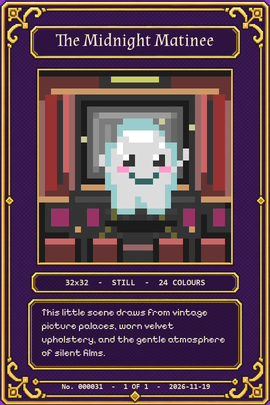 The Midnight Matinee
32x32 - STILL - 24 COLOURS
This little scene draws from vintage
picture palaces, worn velvet
upholstery, and the gentle atmosphere
of silent films.
No. 000031 - 1 OF 1 - 2026-11-19